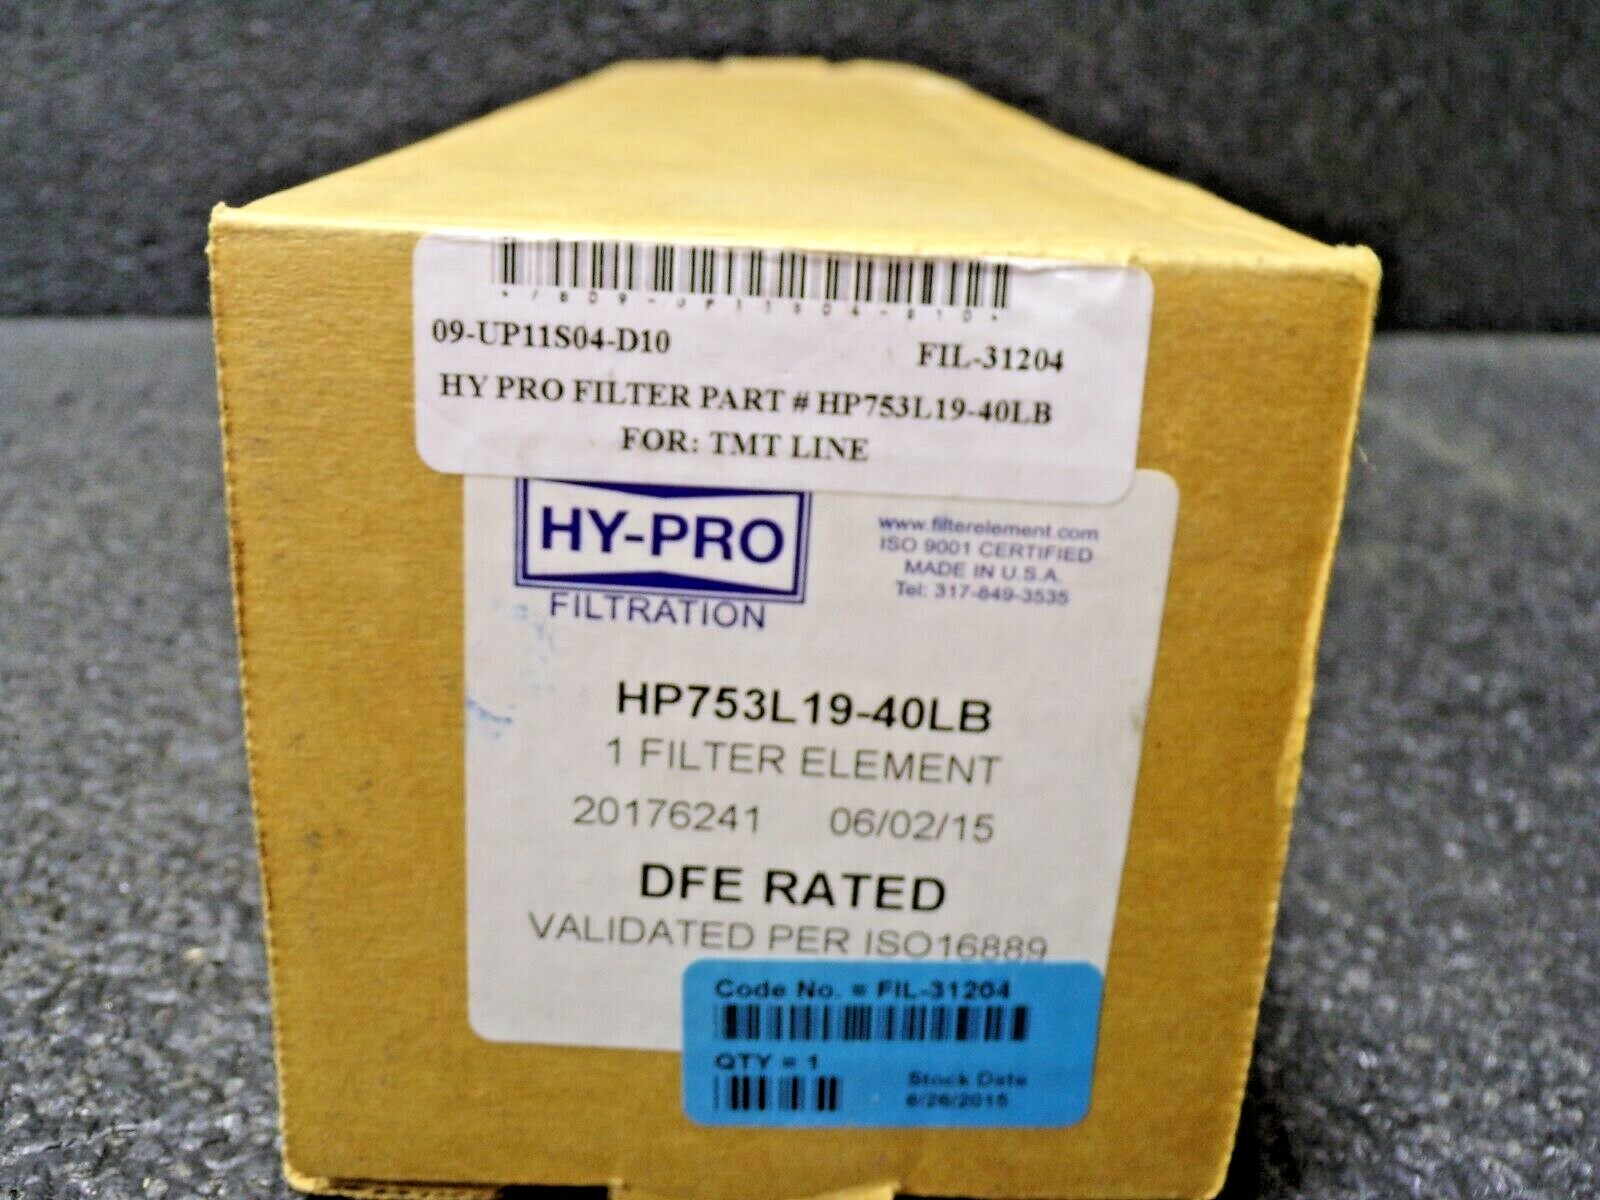 09-UP11S04-D10 FIL-31204
HY PRO FILTER PART # HP753L19-40LB
FOR: TMT LINE
HY-PRO
FILTRATION
www.filterelement.com
ISO 9001 CERTIFIED
MADE IN U.S.A.
Tel: 317-849-3535
HP753L19-40LB
1 FILTER ELEMENT
20176241 06/02/15
DFE RATED
VALIDATED PER ISO16889
Code No. = FIL-31204
QTY = 1
Stock Date
6/26/2015